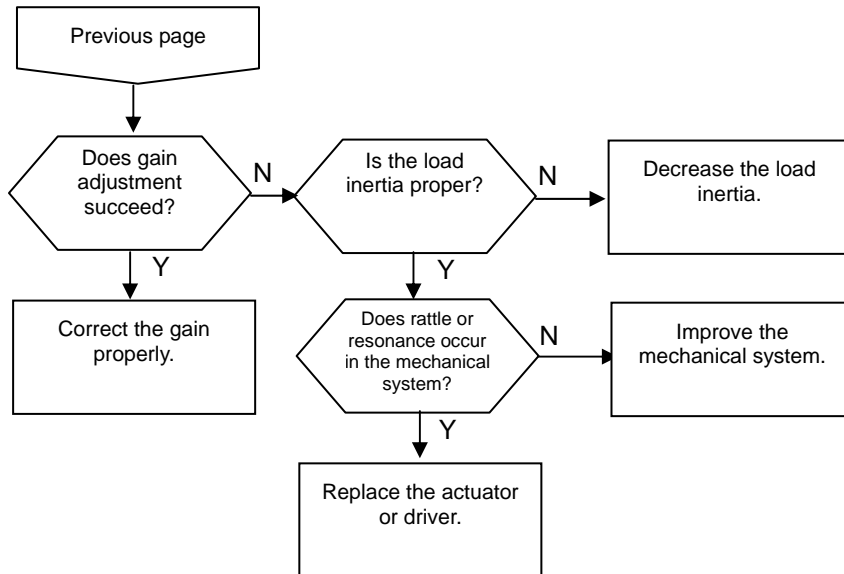 Previous page
Does gain
adjustment
succeed?
N
Is the load
inertia proper?
N
Decrease the load
inertia.
Y
Y
Correct the gain
properly.
Does rattle or
resonance occur
in the mechanical
system?
N
Improve the
mechanical system.
Y
Replace the actuator
or driver.